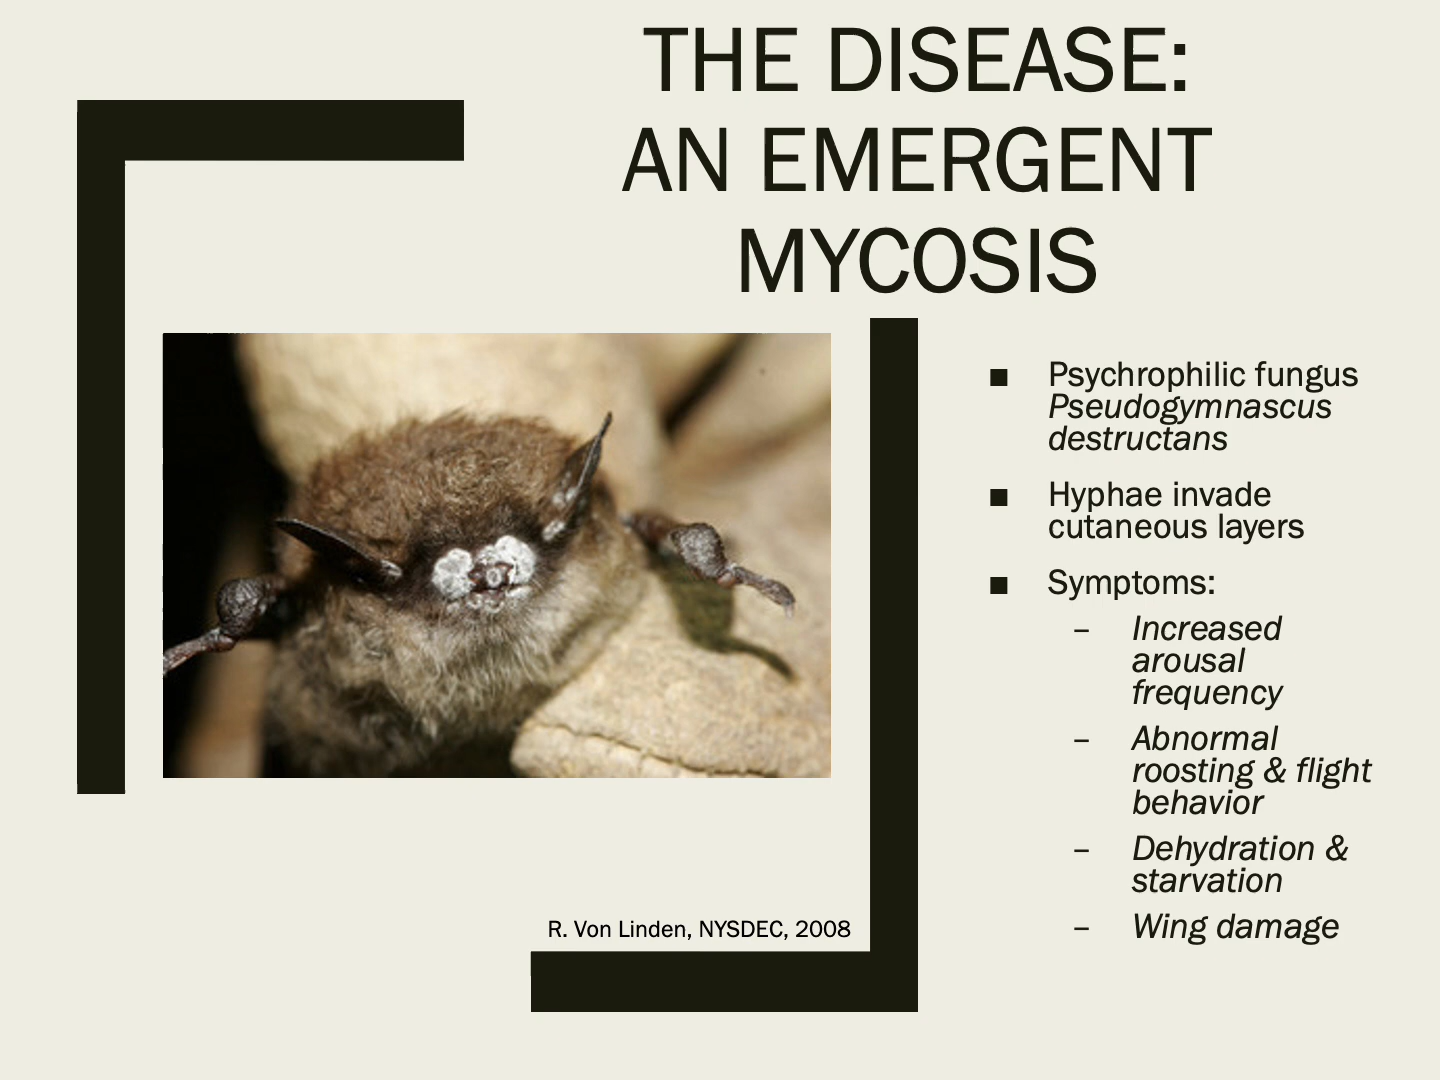 THE DISEASE:
AN EMERGENT
MYCOSIS
■ Psychrophilic fungus
Pseudogymnascus
destructans
■ Hyphae invade
cutaneous layers
■ Symptoms:
– Increased
arousal
frequency
– Abnormal
roosting & flight
behavior
– Dehydration &
starvation
– Wing damage
R. Von Linden, NYSDEC, 2008